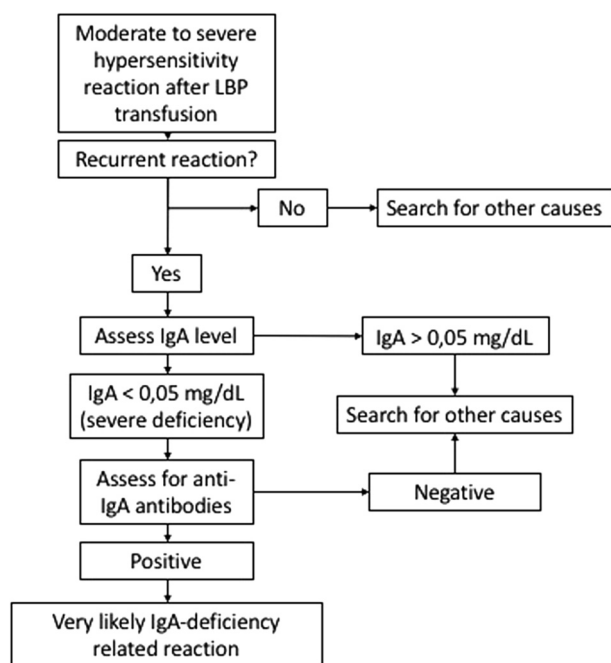 Moderate to severe
hypersensitivity
reaction after LBP
transfusion
Recurrent reaction?
No
Search for other causes
Yes
Assess IgA level
IgA > 0,05 mg/dL
IgA < 0,05 mg/dL
(severe deficiency)
Search for other causes
Assess for anti-
IgA antibodies
Negative
Positive
Very likely IgA-deficiency
related reaction